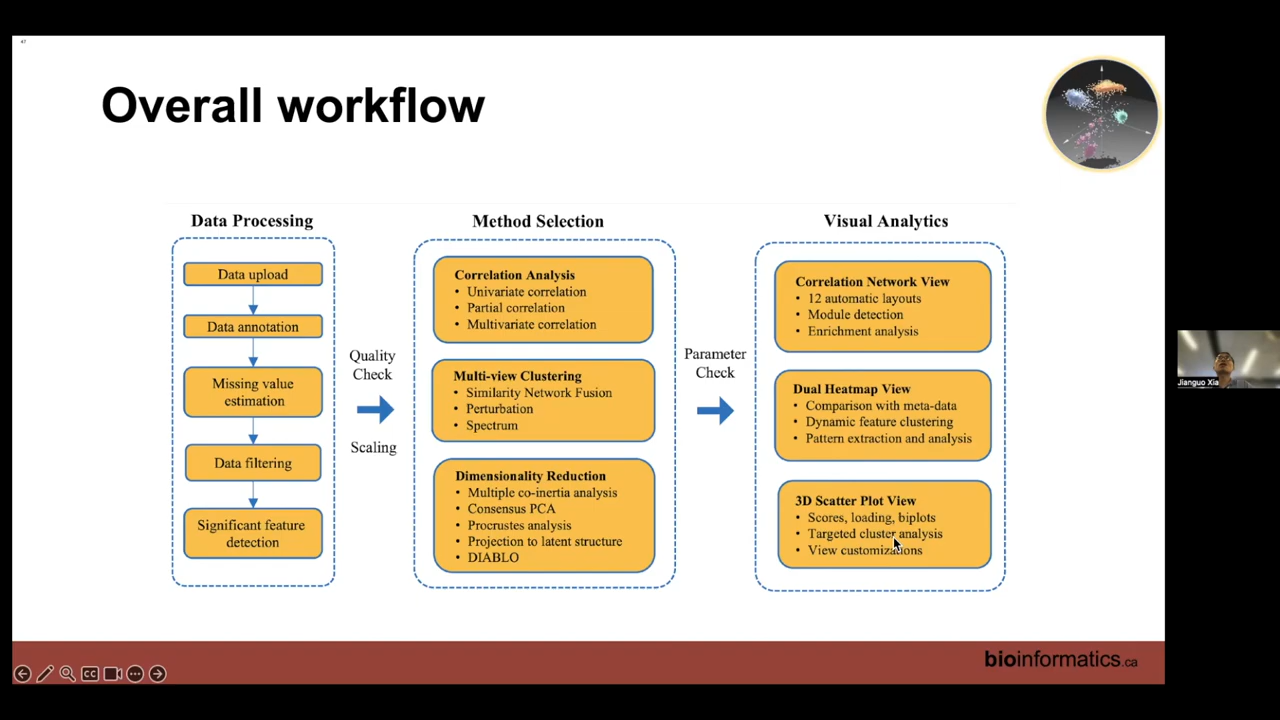 41
Overall workflow
Data Processing
Data upload
Data annotation
Missing value
estimation
Data filtering
Significant feature
detection
Quality
Check
Scaling
Method Selection
Correlation Analysis
• Univariate correlation
• Partial correlation
• Multivariate correlation
Multi-view Clustering
• Similarity Network Fusion
• Perturbation
• Spectrum
Dimensionality Reduction
• Multiple co-inertia analysis
• Consensus PCA
• Procrustes analysis
• Projection to latent structure
• DIABLO
Parameter
Check
Visual Analytics
Correlation Network View
• 12 automatic layouts
• Module detection
• Enrichment analysis
Dual Heatmap View
• Comparison with meta-data
• Dynamic feature clustering
• Pattern extraction and analysis
3D Scatter Plot View
• Scores, loading, biplots
• Targeted cluster analysis
• View customizations
Jianguo Xia
CC
bioinformatics.ca